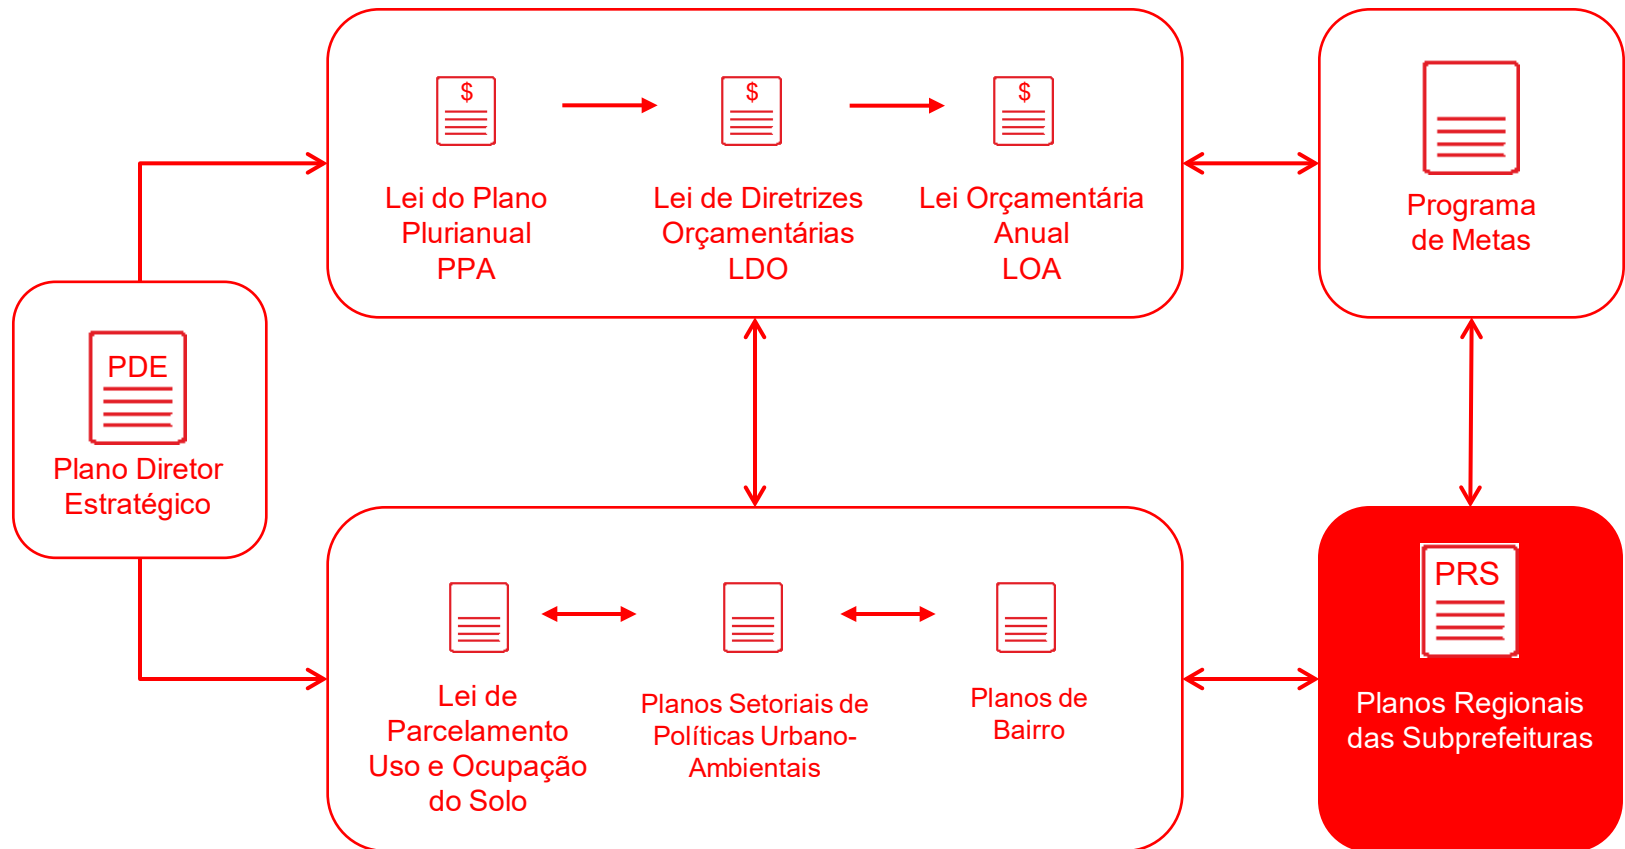 $
$
$
Lei do Plano
Plurianual
PPA
Lei de Diretrizes
Orçamentárias
LDO
Lei Orçamentária
Anual
LOA
Programa
de Metas
PDE
Plano Diretor
Estratégico
Lei de
Parcelamento
Uso e Ocupação
do Solo
Planos Setoriais de
Políticas Urbano-
Ambientais
Planos de
Bairro
PRS
Planos Regionais
das Subprefeituras